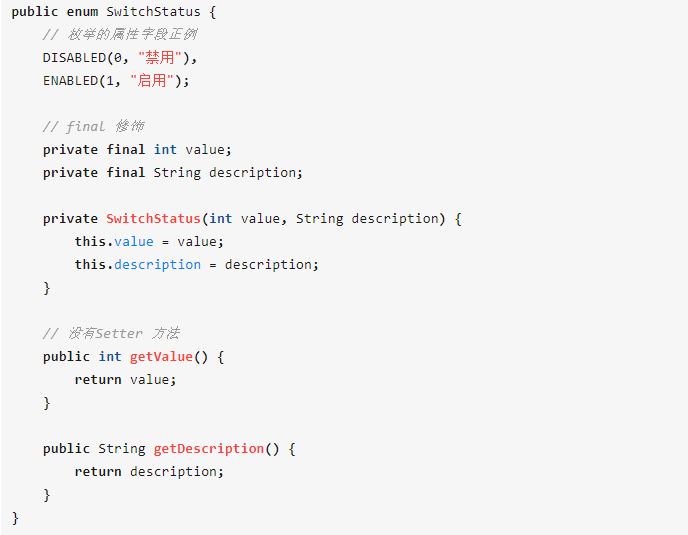 public enum SwitchStatus {
    // 枚举的属性字段正例
    DISABLED(0, "禁用"),
    ENABLED(1, "启用");

    // final 修饰
    private final int value;
    private final String description;

    private SwitchStatus(int value, String description) {
        this.value = value;
        this.description = description;
    }

    // 没有Setter 方法
    public int getValue() {
        return value;
    }

    public String getDescription() {
        return description;
    }
}